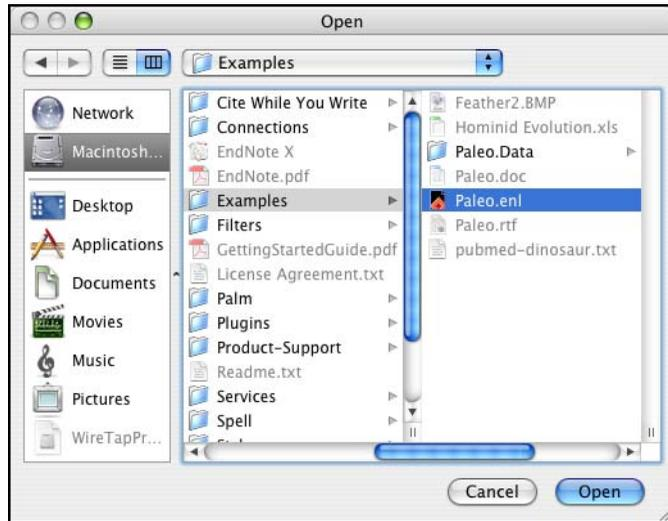 Open
Examples
Network
Macintosh...
Desktop
Applications
Documents
Movies
Music
Pictures
WireTapPr...
Cite While You Write
Connections
EndNote X
EndNote.pdf
Examples
Filters
GettingStartedGuide.pdf
License Agreement.txt
Palm
Plugins
Product-Support
Readme.txt
Services
Spell
Feather2.BMP
Hominid Evolution.xls
Paleo.Data
Paleo.doc
Paleo.enl
Paleo.rtf
pubmed-dinosaur.txt
Cancel
Open